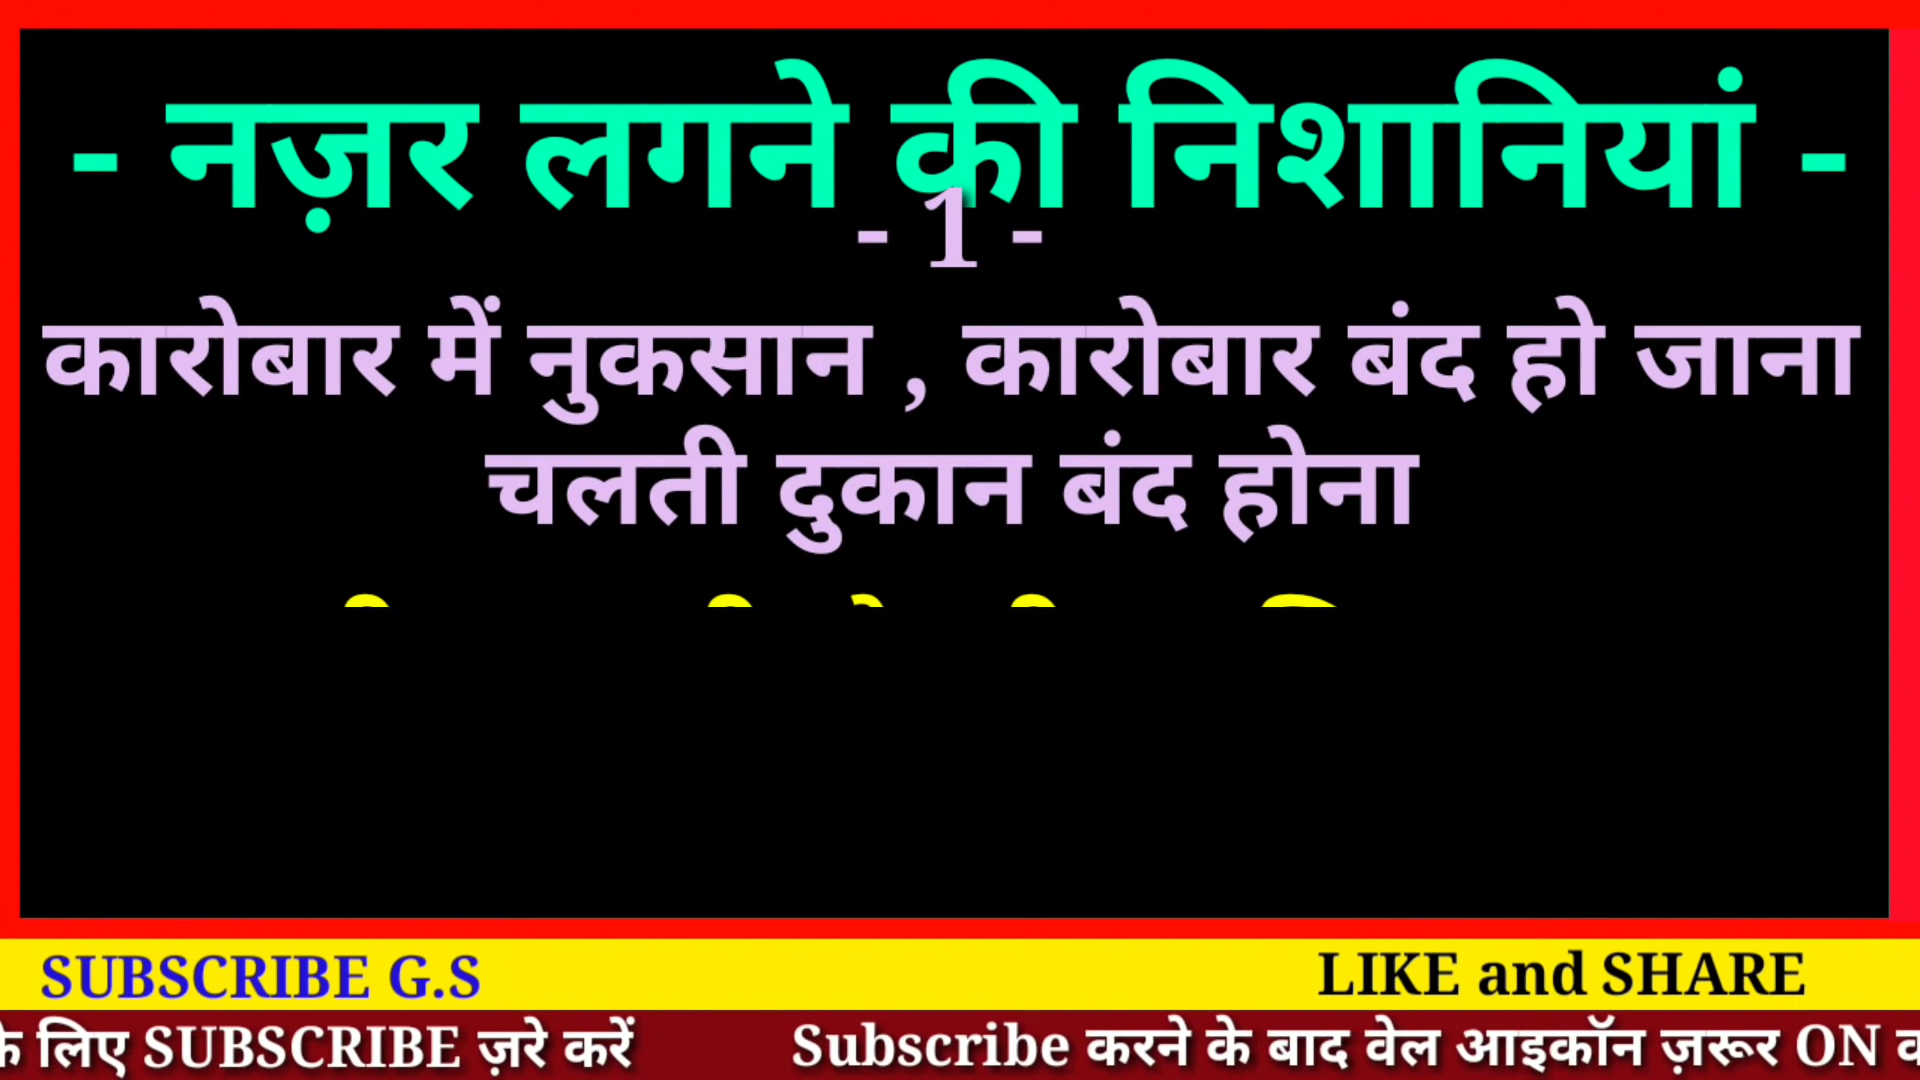 - नज़र लगने की निशानियां -
- 1 -
कारोबार में नुकसान , कारोबार बंद हो जाना
चलती दुकान बंद होना
SUBSCRIBE G.S
LIKE and SHARE
के लिए SUBSCRIBE ज़रे करें
Subscribe करने के बाद वेल आइकॉन ज़रूर ON